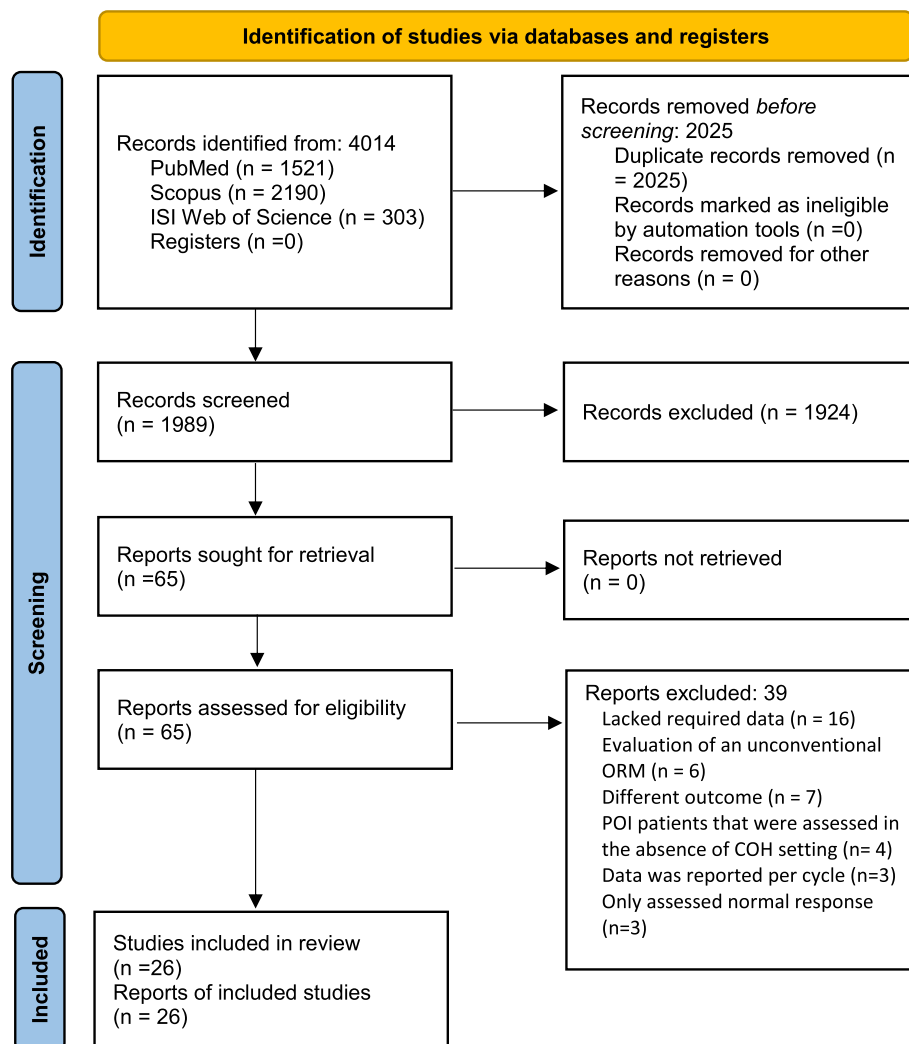 Identification of studies via databases and registers
Identification
Records identified from: 4014
PubMed (n = 1521)
Scopus (n = 2190)
ISI Web of Science (n = 303)
Registers (n =0)
Records removed before
screening: 2025
Duplicate records removed (n
= 2025)
Records marked as ineligible
by automation tools (n =0)
Records removed for other
reasons (n = 0)
Screening
Records screened
(n = 1989)
Records excluded (n = 1924)
Reports sought for retrieval
(n =65)
Reports not retrieved
(n = 0)
Reports assessed for eligibility
(n = 65)
Reports excluded: 39
Lacked required data (n = 16)
Evaluation of an unconventional
ORM (n = 6)
Different outcome (n = 7)
POI patients that were assessed in
the absence of COH setting (n= 4)
Data was reported per cycle (n=3)
Only assessed normal response
(n=3)
Included
Studies included in review
(n =26)
Reports of included studies
(n = 26)